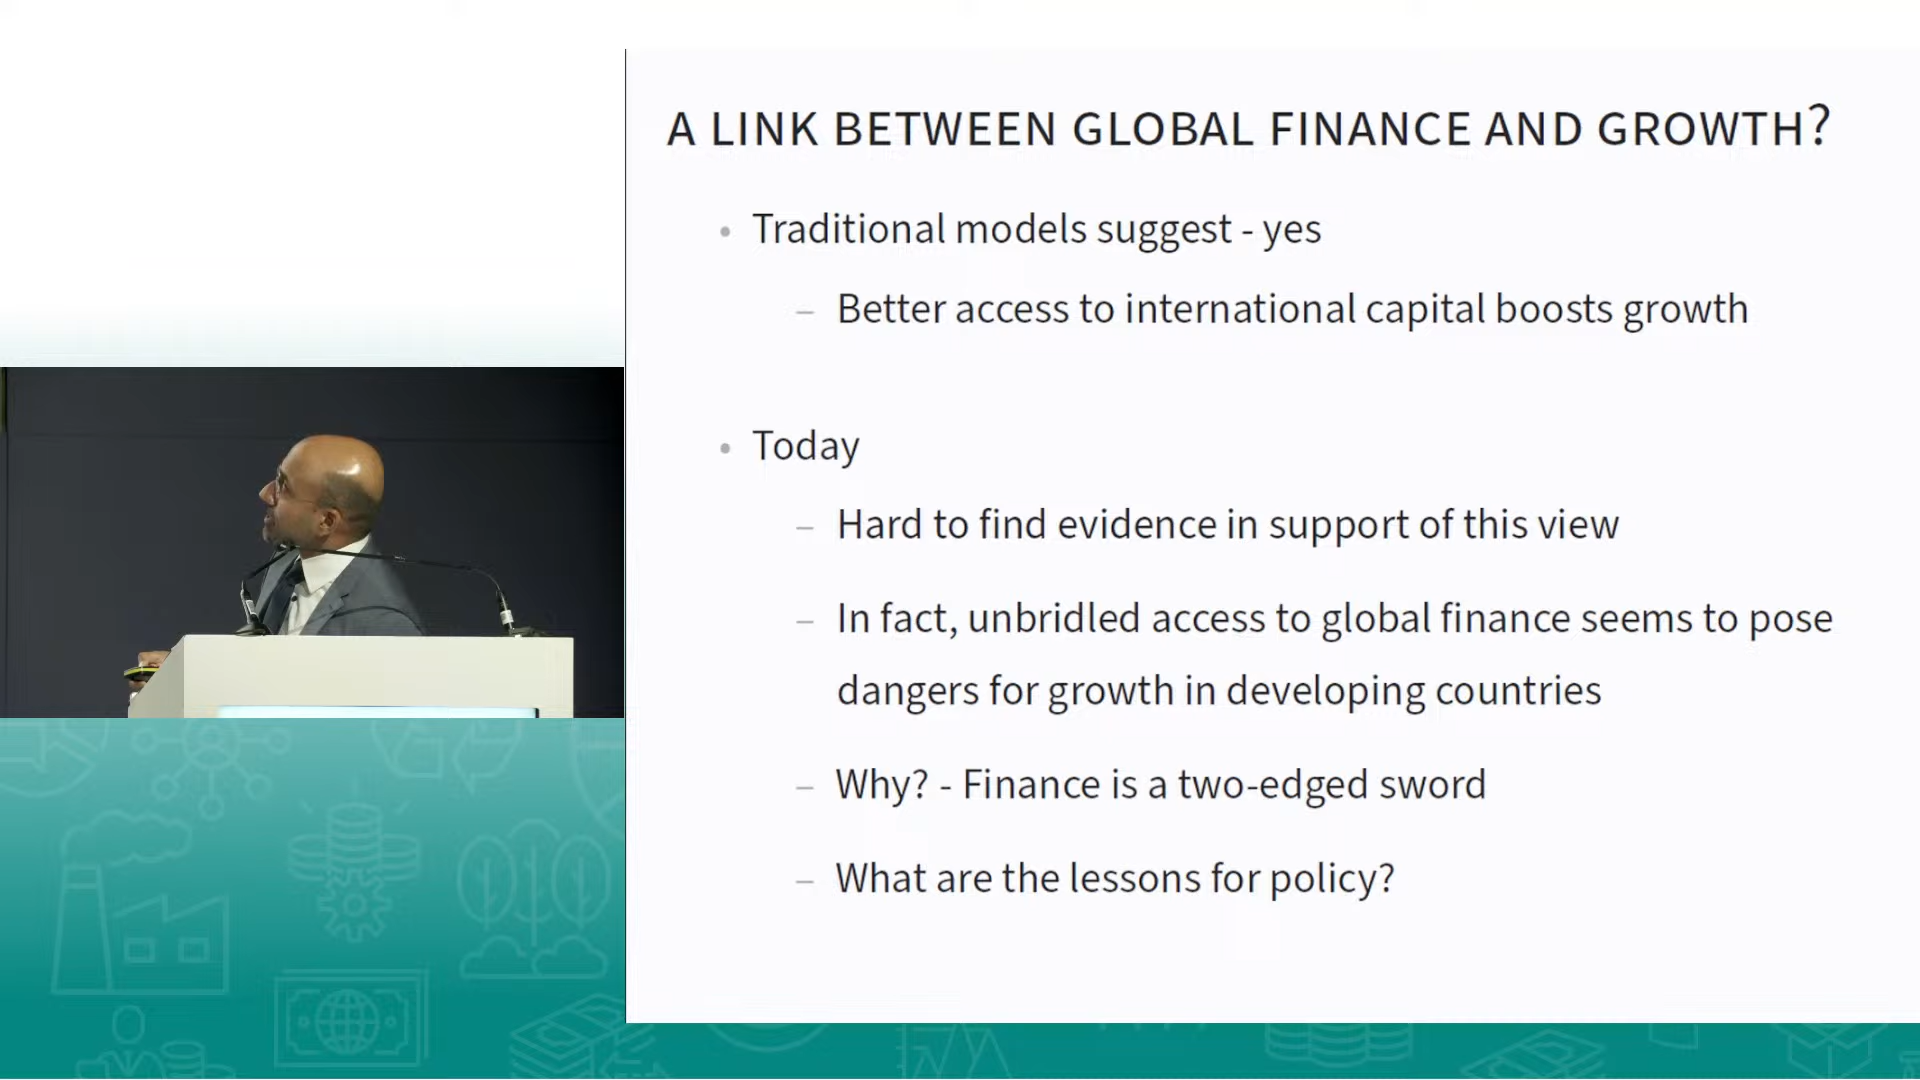 A LINK BETWEEN GLOBAL FINANCE AND GROWTH?
• Traditional models suggest - yes
– Better access to international capital boosts growth
• Today
– Hard to find evidence in support of this view
– In fact, unbridled access to global finance seems to pose
dangers for growth in developing countries
– Why? - Finance is a two-edged sword
– What are the lessons for policy?